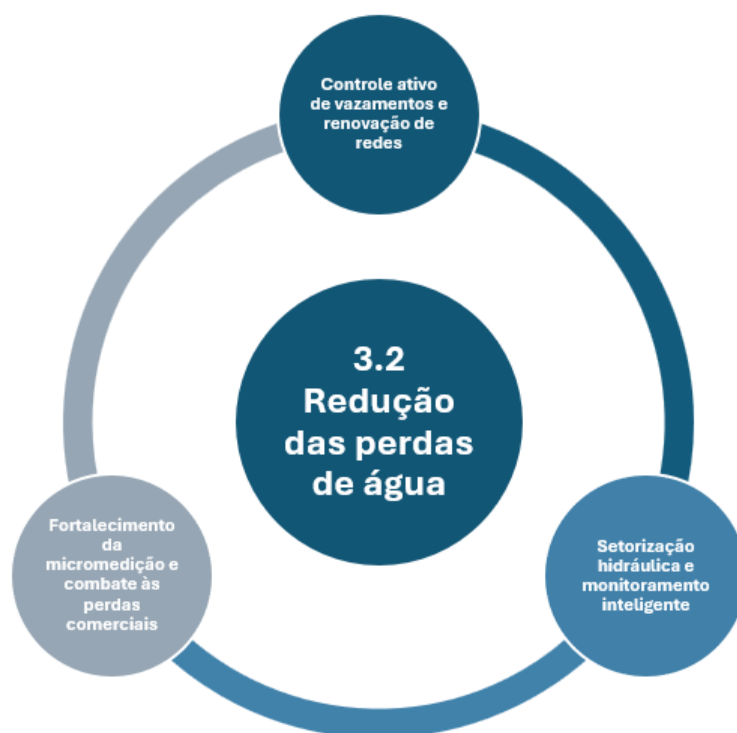 Controle ativo
de vazamentos e
renovação de
redes
3.2
Redução
das perdas
de água
Fortalecimento
da
micromedição e
combate às
perdas
comerciais
Setorização
hidráulica e
monitoramento
inteligente